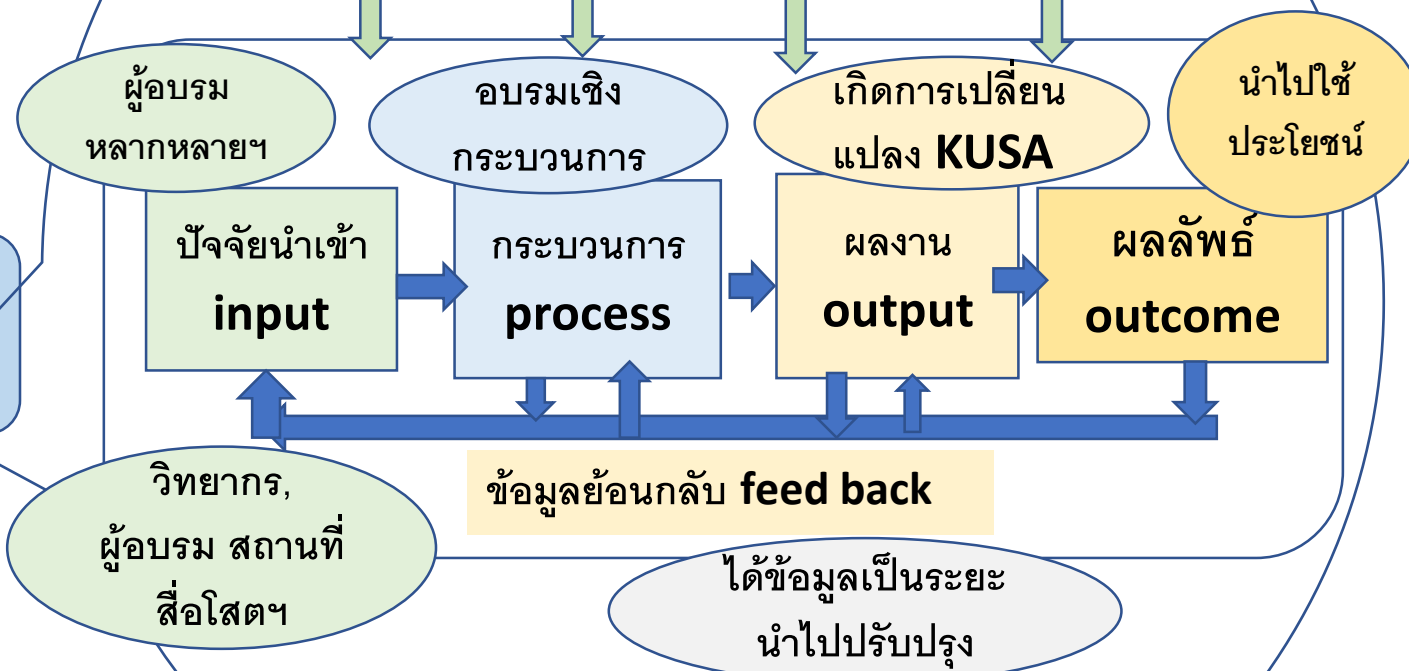 ผู้อบรม
หลากหลายฯ
อบรมเชิง
กระบวนการ
เกิดการเปลี่ยน
แปลง KUSA
นำไปใช้
ประโยชน์
ปัจจัยนำเข้า
input
กระบวนการ
process
ผลงาน
output
ผลลัพธ์
outcome
ข้อมูลย้อนกลับ feed back
วิทยากร,
ผู้อบรม สถานที่
สื่อโสตฯ
ได้ข้อมูลเป็นระยะ
นำไปปรับปรุง